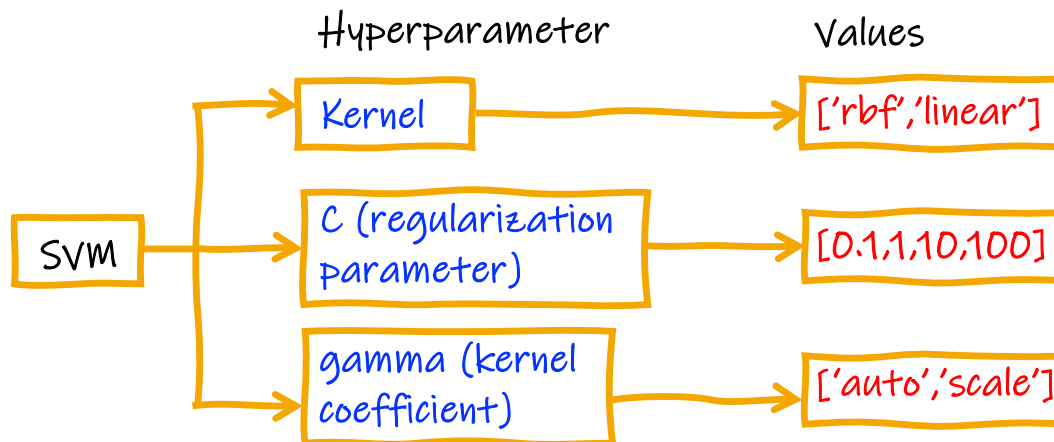 Hyperparameter
Values
Kernel
['rbf','linear']
SVM
C (regularization
parameter)
[0.1,1,10,100]
gamma (kernel
coefficient)
['auto','scale']